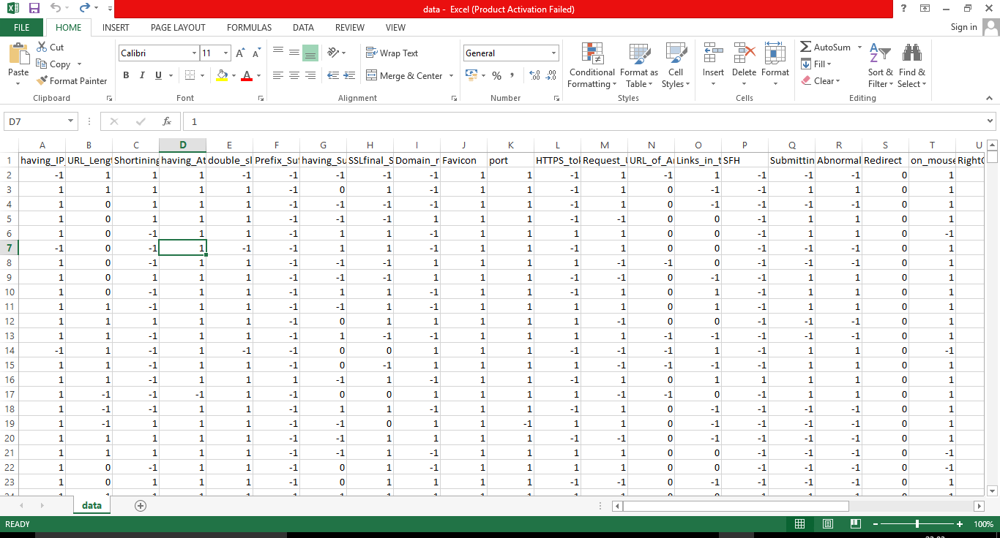 data - Excel (Product Activation Failed)
FILE HOME INSERT PAGE LAYOUT FORMULAS DATA REVIEW VIEW Sign in
Paste Cut Copy Format Painter Clipboard
Calibri 11 B I U A Font
Wrap Text Merge & Center Alignment
General % Number
Conditional Formatting Format as Table Cell Styles Styles
Insert Delete Format Cells
AutoSum Fill Clear Sort & Filter Find & Select Editing
D7 fx 1
A B C D E F G H I J K L M N O P Q R S T U
1 having_IP_ URL_Lengt Shortining having_At double_sl Prefix_Suf having_Su SSLfinal_S Domain_r Favicon port HTTPS_tok Request_U URL_of_An Links_in_t SFH Submittin Abnormal Redirect on_mouse RightC
2 -1 1 1 1 -1 -1 -1 -1 -1 1 1 -1 1 -1 1 -1 -1 -1 0 1
3 1 1 1 1 1 -1 0 1 -1 1 1 -1 1 0 -1 -1 1 1 0 1
4 1 0 1 1 1 -1 -1 -1 -1 1 1 -1 1 0 -1 -1 -1 -1 0 1
5 1 0 1 1 1 -1 -1 -1 1 1 1 -1 -1 0 0 -1 1 1 0 1
6 1 0 -1 1 1 -1 1 1 -1 1 1 1 1 0 0 -1 1 1 0 -1
7 -1 0 -1 1 -1 -1 1 1 -1 1 1 -1 1 0 0 -1 -1 -1 0 1
8 1 0 -1 1 1 -1 -1 -1 1 1 1 1 -1 -1 0 -1 -1 -1 0 1
9 1 0 1 1 1 -1 -1 -1 1 1 1 -1 -1 0 -1 -1 1 1 0 1
10 1 0 -1 1 1 -1 1 1 -1 1 1 -1 1 0 1 -1 1 1 0 1
11 1 1 -1 1 1 -1 -1 1 -1 1 1 1 1 0 1 -1 1 1 0 1
12 1 1 1 1 1 -1 0 1 1 1 1 1 -1 0 0 -1 -1 -1 0 1
13 1 1 -1 1 1 -1 1 -1 -1 1 1 1 1 -1 -1 -1 -1 -1 0 1
14 -1 1 -1 1 -1 -1 0 0 1 1 1 -1 -1 -1 1 -1 1 1 0 -1
15 1 1 -1 1 1 -1 0 -1 1 1 1 1 -1 0 1 -1 1 1 0 1
16 1 1 -1 1 1 1 -1 1 -1 1 1 -1 1 0 1 1 1 1 0 1
17 1 -1 -1 -1 1 -1 0 0 1 1 1 1 -1 -1 0 -1 1 1 0 1
18 1 -1 -1 1 1 -1 1 1 -1 1 1 -1 1 0 -1 -1 1 1 0 1
19 1 -1 1 1 1 -1 -1 0 1 1 -1 1 1 0 -1 -1 1 1 0 1
20 1 1 1 1 1 -1 -1 1 1 1 1 -1 -1 0 -1 -1 -1 1 0 1
21 1 1 1 1 1 -1 -1 1 -1 1 1 1 1 0 0 -1 -1 1 0 -1
22 1 0 -1 1 1 -1 0 1 -1 1 1 1 1 0 0 -1 -1 -1 0 -1
23 1 0 1 1 1 -1 0 1 1 1 1 -1 -1 0 -1 -1 -1 -1 0 1
data
READY 100%